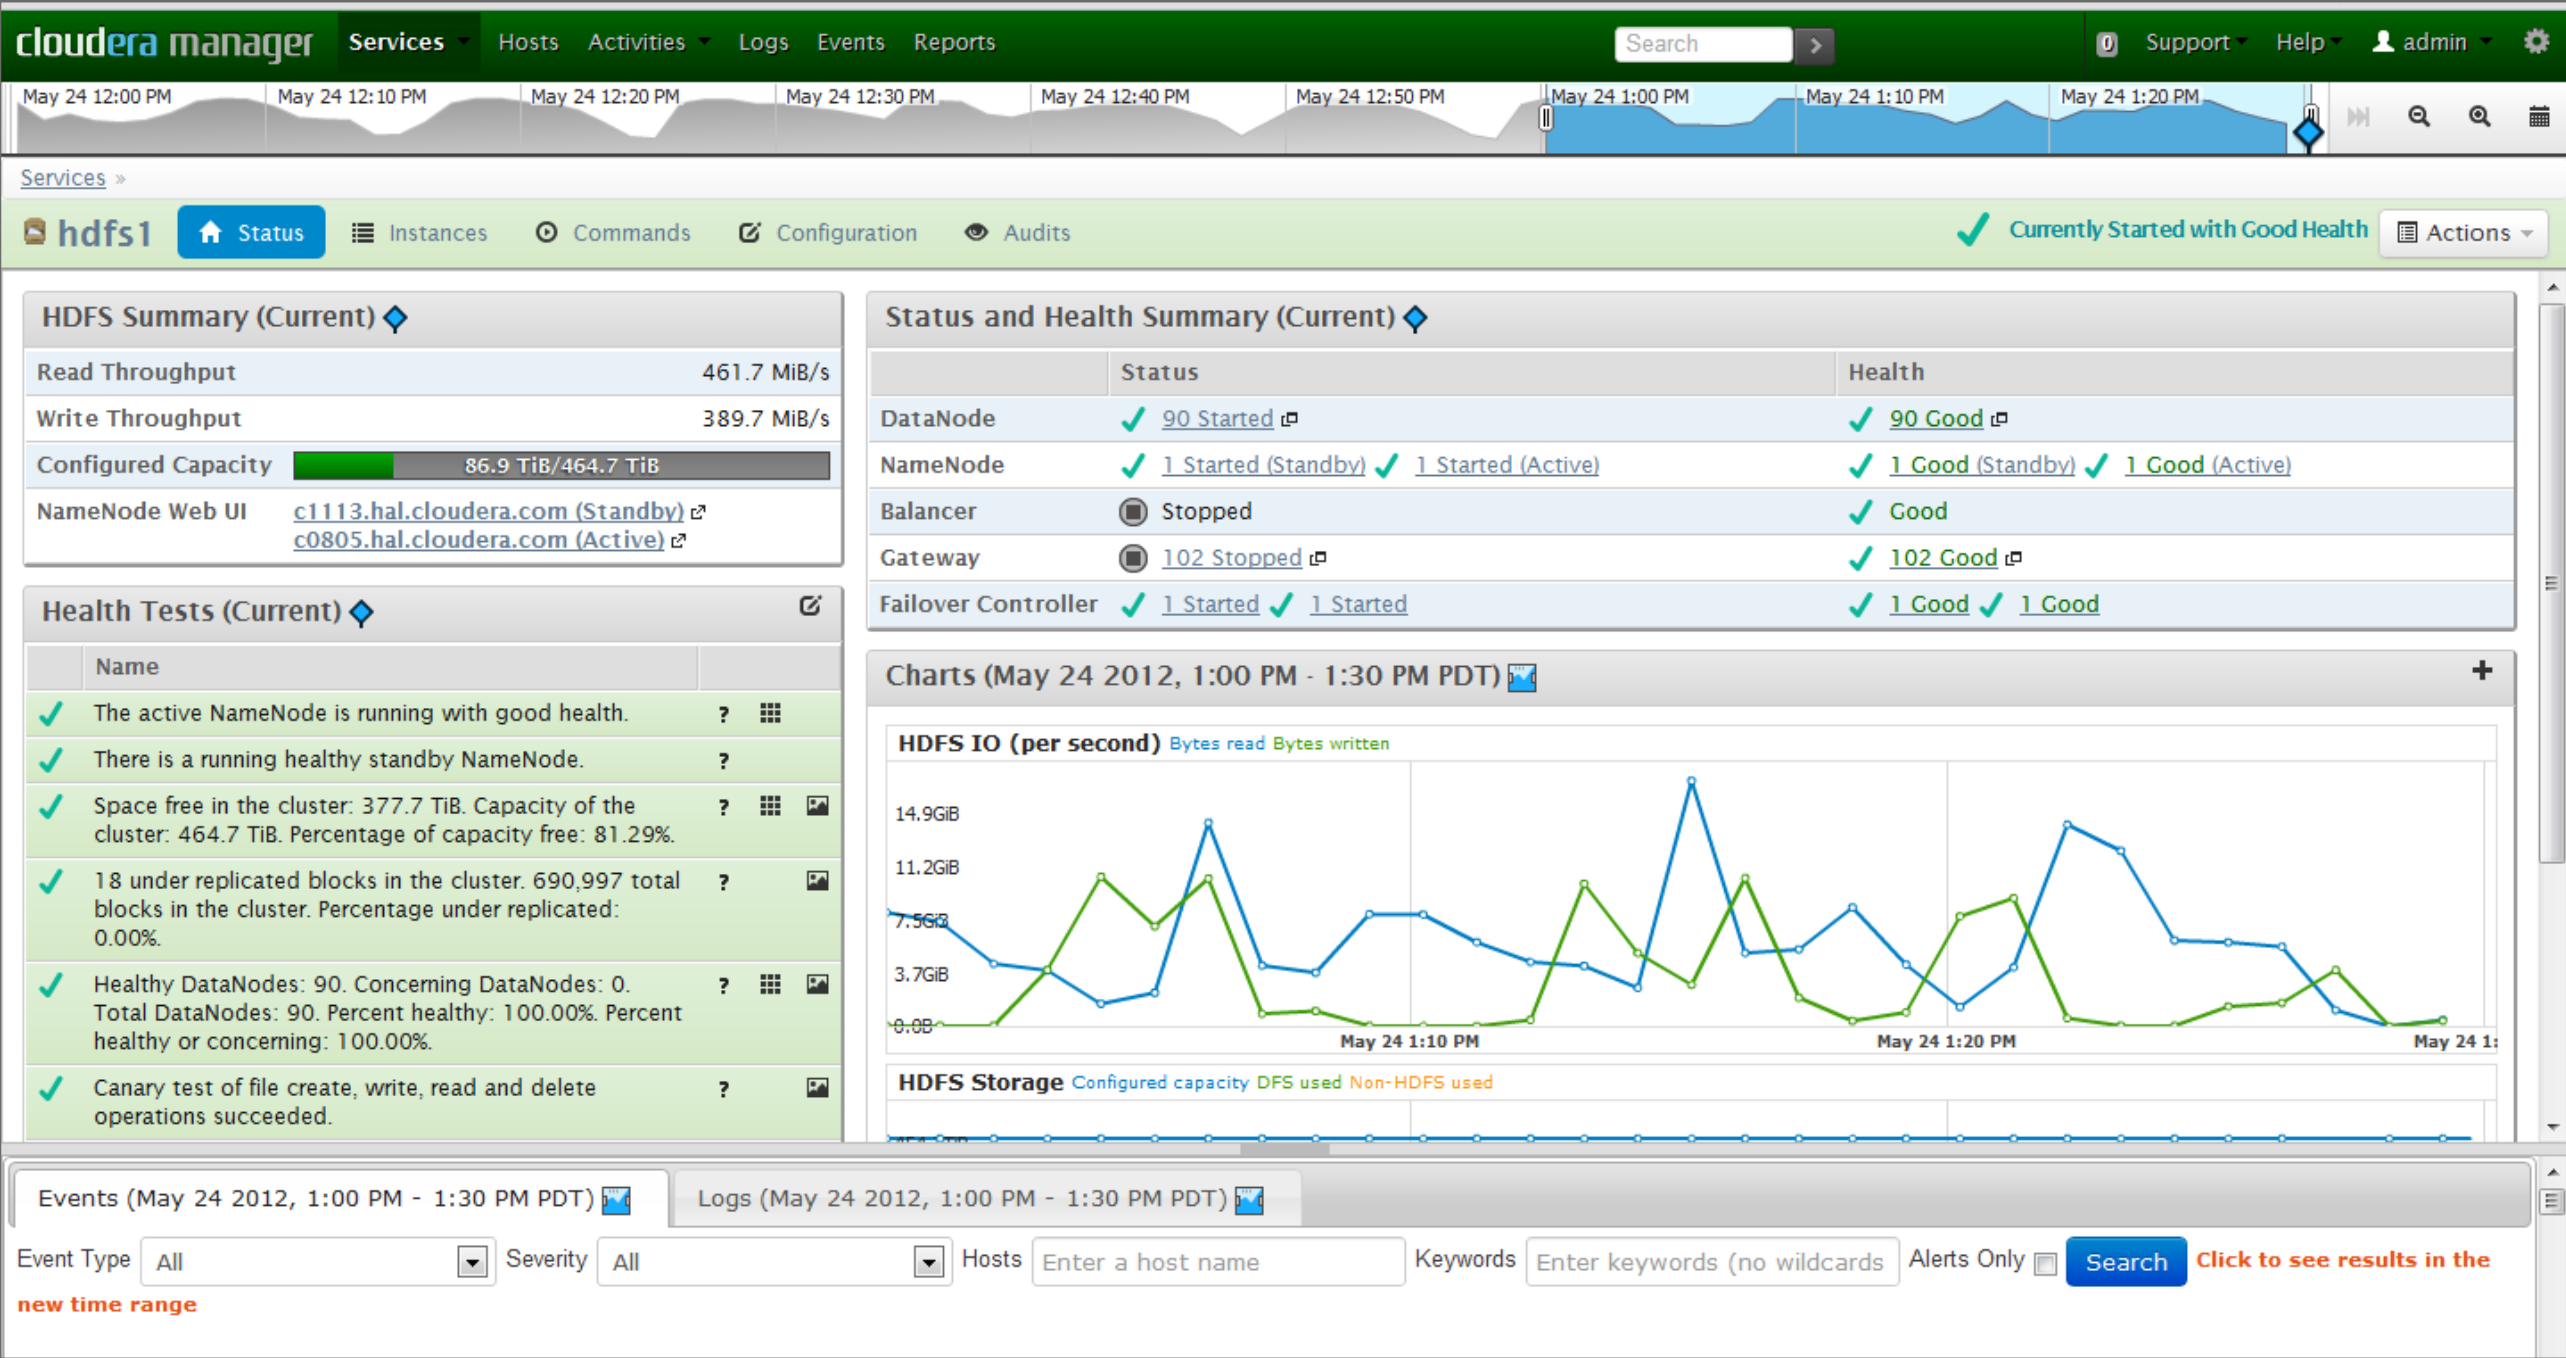 cloudera manager Services Hosts Activities Logs Events Reports Search 0 Support Help admin
May 24 12:00 PM May 24 12:10 PM May 24 12:20 PM May 24 12:30 PM May 24 12:40 PM May 24 12:50 PM May 24 1:00 PM May 24 1:10 PM May 24 1:20 PM
Services »
hdfs1 Status Instances Commands Configuration Audits Currently Started with Good Health Actions
HDFS Summary (Current)
Read Throughput 461.7 MiB/s
Write Throughput 389.7 MiB/s
Configured Capacity 86.9 TiB/464.7 TiB
NameNode Web UI c1113.hal.cloudera.com (Standby)
c0805.hal.cloudera.com (Active)
Health Tests (Current)
Name
The active NameNode is running with good health. ?
There is a running healthy standby NameNode. ?
Space free in the cluster: 377.7 TiB. Capacity of the ?
cluster: 464.7 TiB. Percentage of capacity free: 81.29%.
18 under replicated blocks in the cluster. 690,997 total ?
blocks in the cluster. Percentage under replicated:
0.00%.
Healthy DataNodes: 90. Concerning DataNodes: 0. ?
Total DataNodes: 90. Percent healthy: 100.00%. Percent
healthy or concerning: 100.00%.
Canary test of file create, write, read and delete ?
operations succeeded.
Status and Health Summary (Current)
Status Health
DataNode 90 Started 90 Good
NameNode 1 Started (Standby) 1 Started (Active) 1 Good (Standby) 1 Good (Active)
Balancer Stopped Good
Gateway 102 Stopped 102 Good
Failover Controller 1 Started 1 Started 1 Good 1 Good
Charts (May 24 2012, 1:00 PM - 1:30 PM PDT)
HDFS IO (per second) Bytes read Bytes written
14.9GiB
11.2GiB
7.5GiB
3.7GiB
0.0B
May 24 1:10 PM May 24 1:20 PM May 24 1:
HDFS Storage Configured capacity DFS used Non-HDFS used
Events (May 24 2012, 1:00 PM - 1:30 PM PDT) Logs (May 24 2012, 1:00 PM - 1:30 PM PDT)
Event Type All Severity All Hosts Enter a host name Keywords Enter keywords (no wildcards Alerts Only Search Click to see results in the
new time range